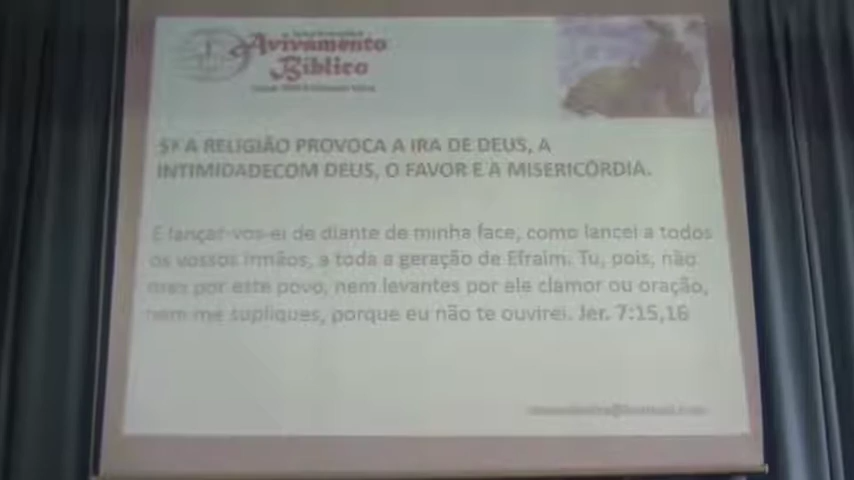 Avivamento
Bíblico
5ª A RELIGIÃO PROVOCA A IRA DE DEUS, A
INTIMIDADECOM DEUS, O FAVOR E A MISERICÓRDIA.
E lançar-vos-ei de diante de minha face, como lancei a todos
os vossos irmãos, a toda a geração de Efraim. Tu, pois, não
ores por este povo, nem levantes por ele clamor ou oração,
nem me supliques, porque eu não te ouvirei. Jer. 7:15,16